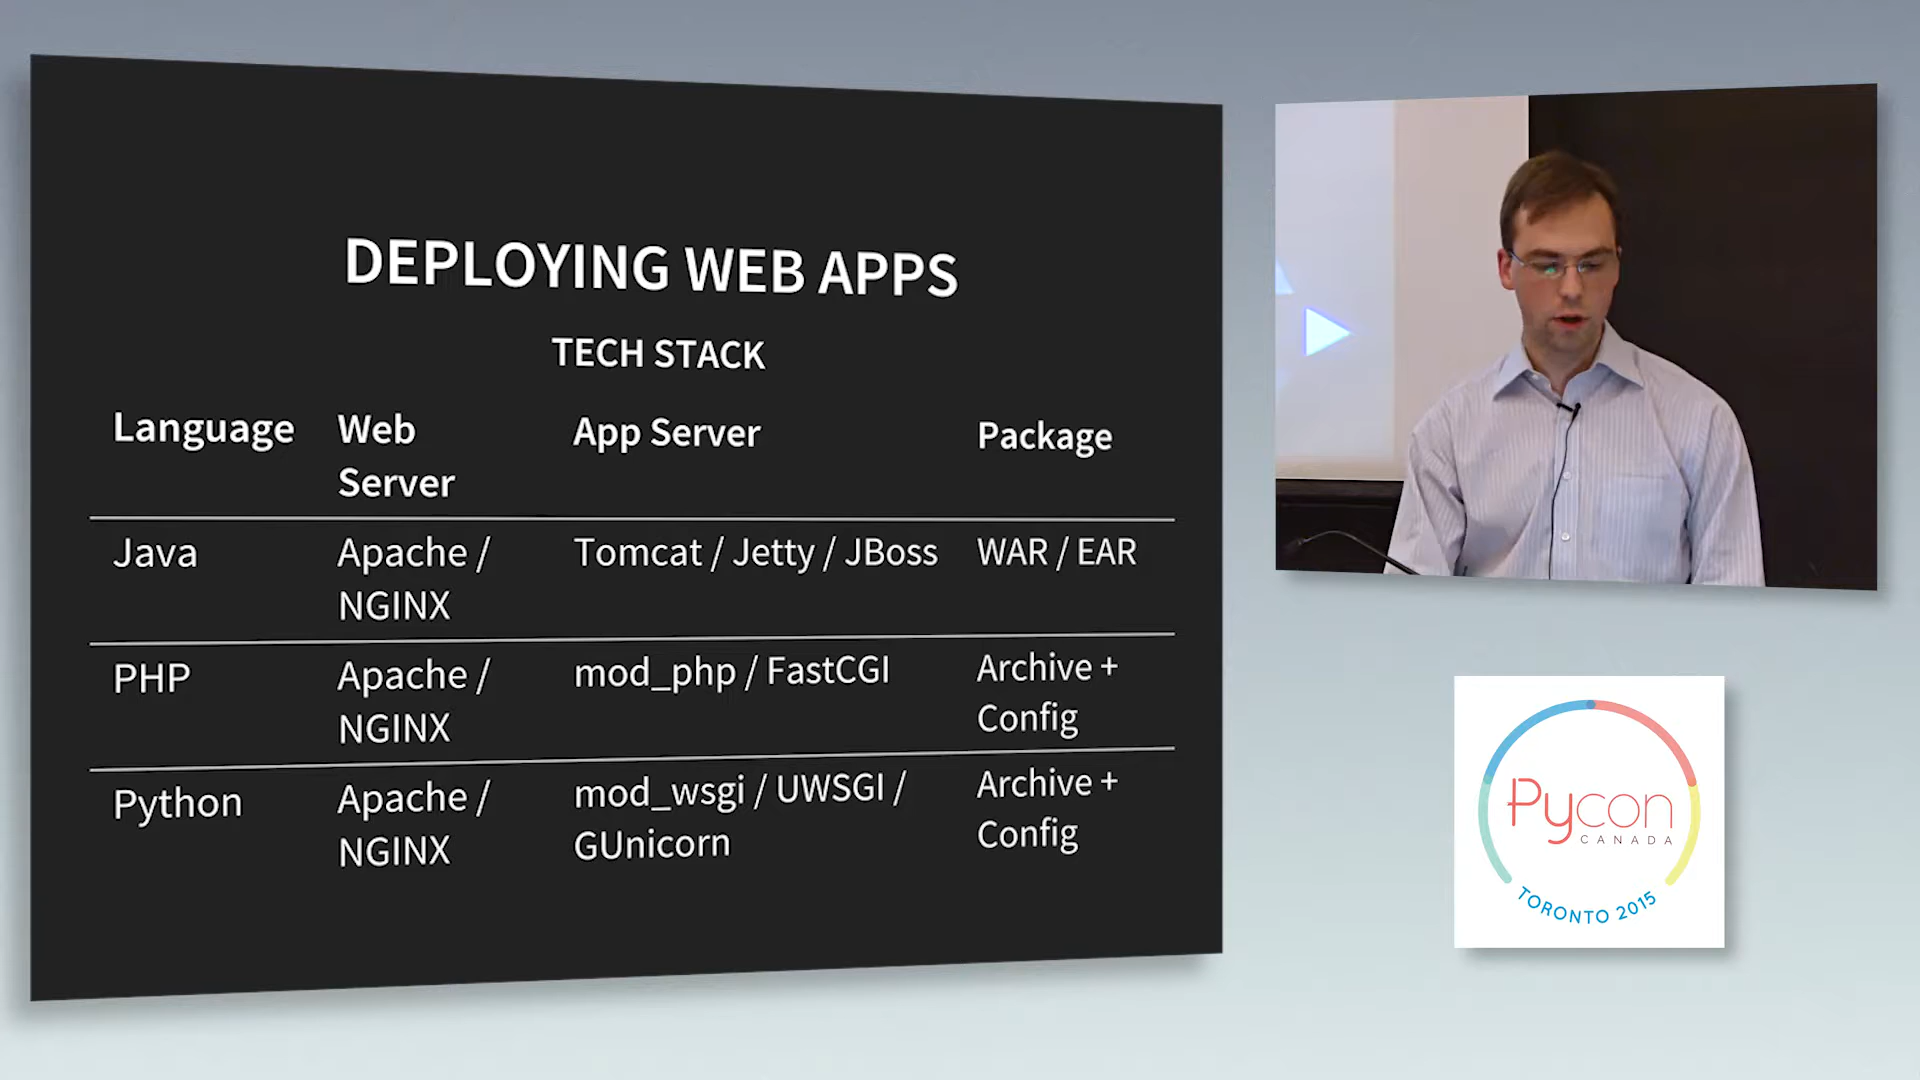 DEPLOYING WEB APPS
TECH STACK
Language Web Server App Server Package
Java Apache / NGINX Tomcat / Jetty / JBoss WAR / EAR
PHP Apache / NGINX mod_php / FastCGI Archive + Config
Python Apache / NGINX mod_wsgi / UWSGI / GUnicorn Archive + Config
Pycon
CANADA
TORONTO 2015